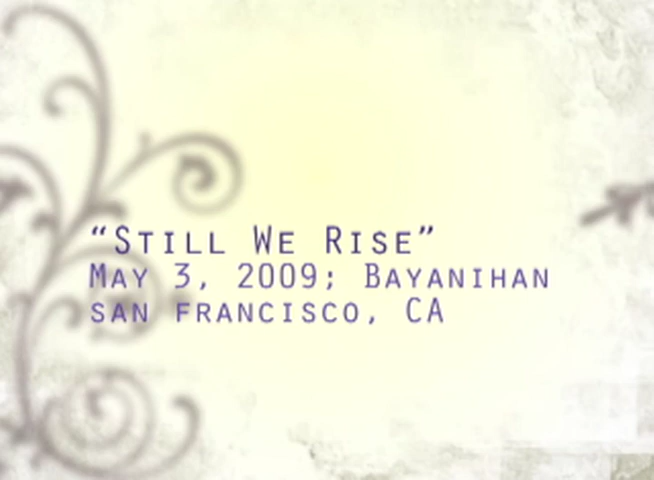 “Still We Rise”
May 3, 2009; Bayanihan
san francisco, CA